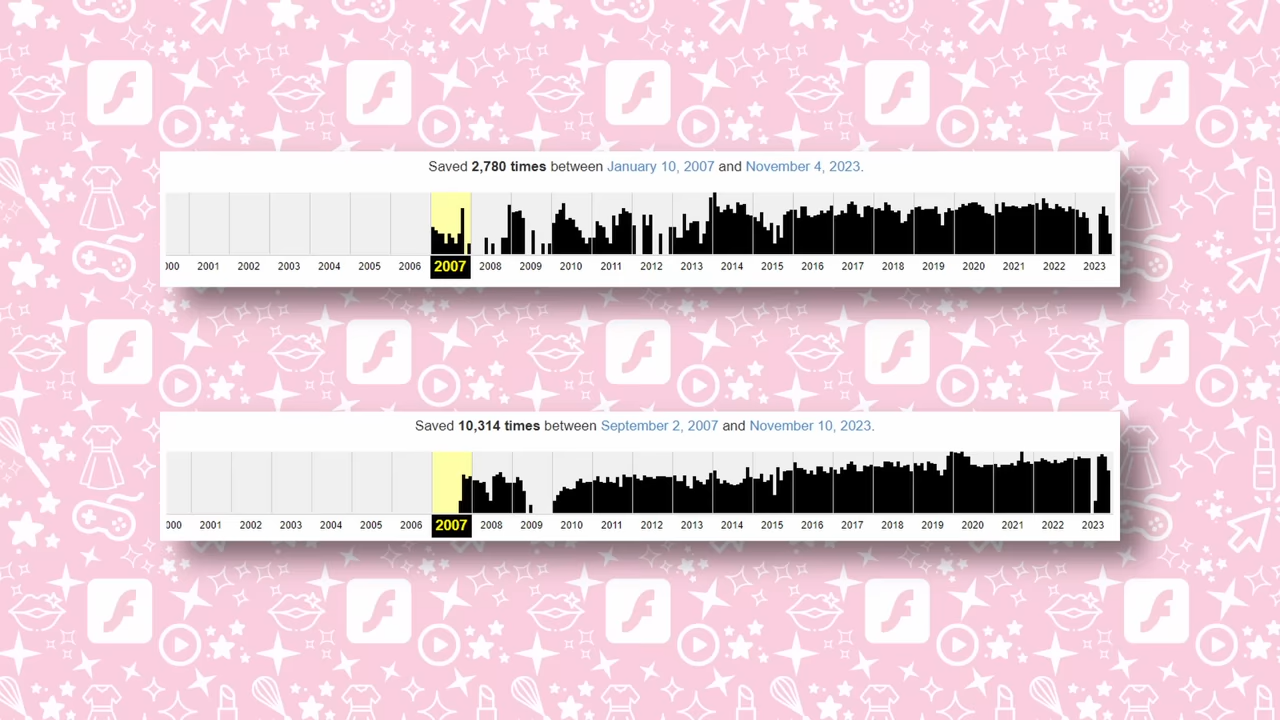 Saved 2,780 times between January 10, 2007 and November 4, 2023.
00 2001 2002 2003 2004 2005 2006 2007 2008 2009 2010 2011 2012 2013 2014 2015 2016 2017 2018 2019 2020 2021 2022 2023
Saved 10,314 times between September 2, 2007 and November 10, 2023.
00 2001 2002 2003 2004 2005 2006 2007 2008 2009 2010 2011 2012 2013 2014 2015 2016 2017 2018 2019 2020 2021 2022 2023